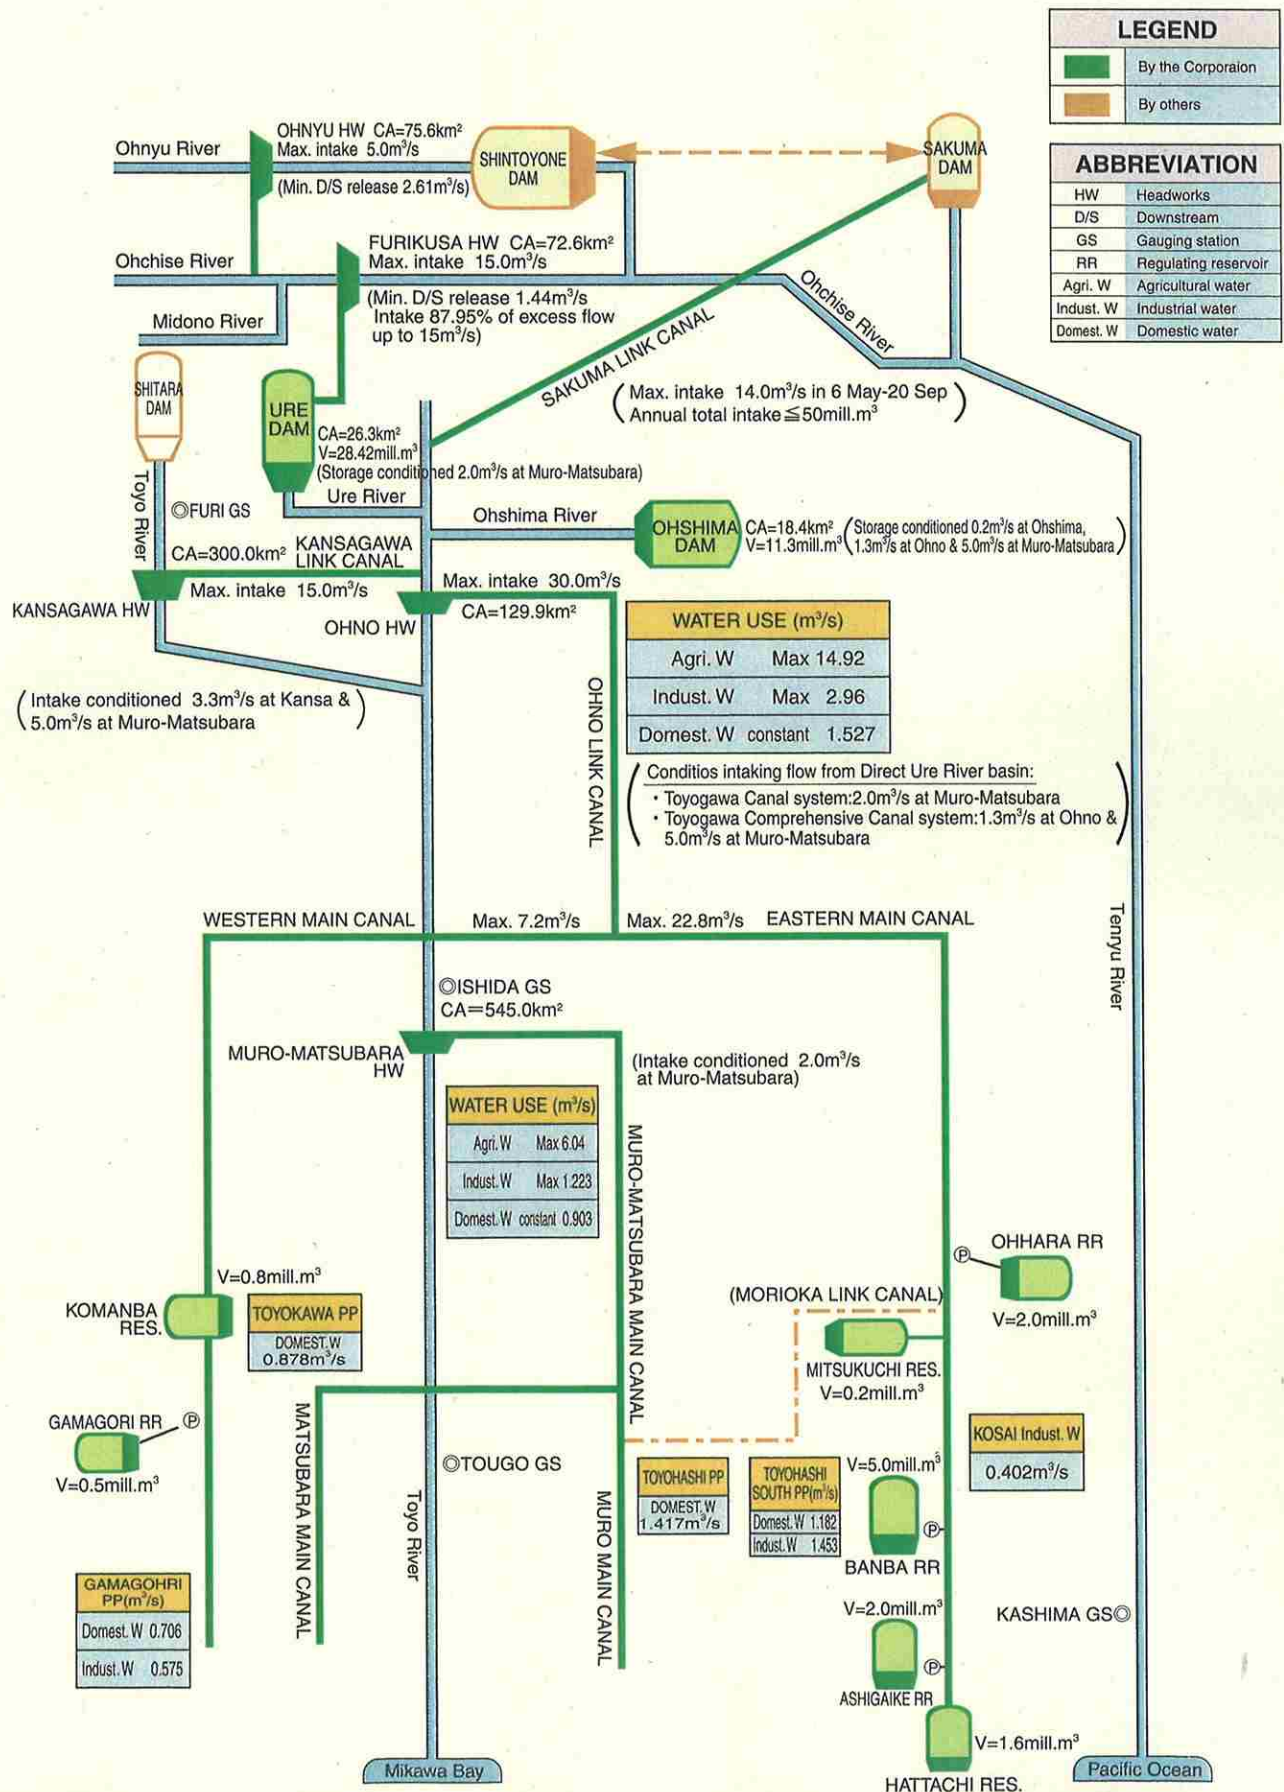 LEGEND
By the Corporaion
By others
ABBREVIATION
HW Headworks
D/S Downstream
GS Gauging station
RR Regulating reservoir
Agri. W Agricultural water
Indust. W Industrial water
Domest. W Domestic water
Ohnyu River
OHNYU HW CA=75.6km²
Max. intake 5.0m³/s
(Min. D/S release 2.61m³/s)
SHINTOYONE
DAM
SAKUMA
DAM
Ohchise River
FURIKUSA HW CA=72.6km²
Max. intake 15.0m³/s
(Min. D/S release 1.44m³/s
Intake 87.95% of excess flow
up to 15m³/s)
Midono River
Ohchise River
SAKUMA LINK CANAL
(Max. intake 14.0m³/s in 6 May-20 Sep
Annual total intake≦50mill.m³)
SHITARA
DAM
URE
DAM
CA=26.3km²
V=28.42mill.m³
(Storage conditioned 2.0m³/s at Muro-Matsubara)
Ure River
Toyo River
◎FURI GS
Ohshima River
OHSHIMA
DAM
CA=18.4km²
V=11.3mill.m³
(Storage conditioned 0.2m³/s at Ohshima,
1.3m³/s at Ohno & 5.0m³/s at Muro-Matsubara)
CA=300.0km²
KANSAGAWA
LINK CANAL
Max. intake 15.0m³/s
KANSAGAWA HW
Max. intake 30.0m³/s
CA=129.9km²
OHNO HW
(Intake conditioned 3.3m³/s at Kansa &
5.0m³/s at Muro-Matsubara)
OHNO LINK CANAL
WATER USE (m³/s)
Agri. W Max 14.92
Indust. W Max 2.96
Domest. W constant 1.527
(Conditios intaking flow from Direct Ure River basin:
・Toyogawa Canal system:2.0m³/s at Muro-Matsubara
・Toyogawa Comprehensive Canal system:1.3m³/s at Ohno &
5.0m³/s at Muro-Matsubara)
WESTERN MAIN CANAL
Max. 7.2m³/s
Max. 22.8m³/s
EASTERN MAIN CANAL
Tennyu River
◎ISHIDA GS
CA=545.0km²
MURO-MATSUBARA
HW
(Intake conditioned 2.0m³/s
at Muro-Matsubara)
WATER USE (m³/s)
Agri. W Max 6.04
Indust. W Max 1.223
Domest. W constant 0.903
MURO-MATSUBARA MAIN CANAL
V=0.8mill.m³
KOMANBA
RES.
TOYOKAWA PP
DOMEST. W
0.878m³/s
P
OHHARA RR
V=2.0mill.m³
(MORIOKA LINK CANAL)
MITSUKUCHI RES.
V=0.2mill.m³
GAMAGORI RR
P
V=0.5mill.m³
MATSUBARA MAIN CANAL
◎TOUGO GS
Toyo River
MURO MAIN CANAL
TOYOHASHI PP
DOMEST. W
1.417m³/s
TOYOHASHI
SOUTH PP(m³/s)
Domest. W 1.182
Indust. W 1.453
V=5.0mill.m³
P
BANBA RR
KOSAI Indust. W
0.402m³/s
GAMAGOHRI
PP(m³/s)
Domest. W 0.706
Indust. W 0.575
V=2.0mill.m³
P
ASHIGAIKE RR
KASHIMA GS◎
V=1.6mill.m³
HATTACHI RES.
Mikawa Bay
Pacific Ocean